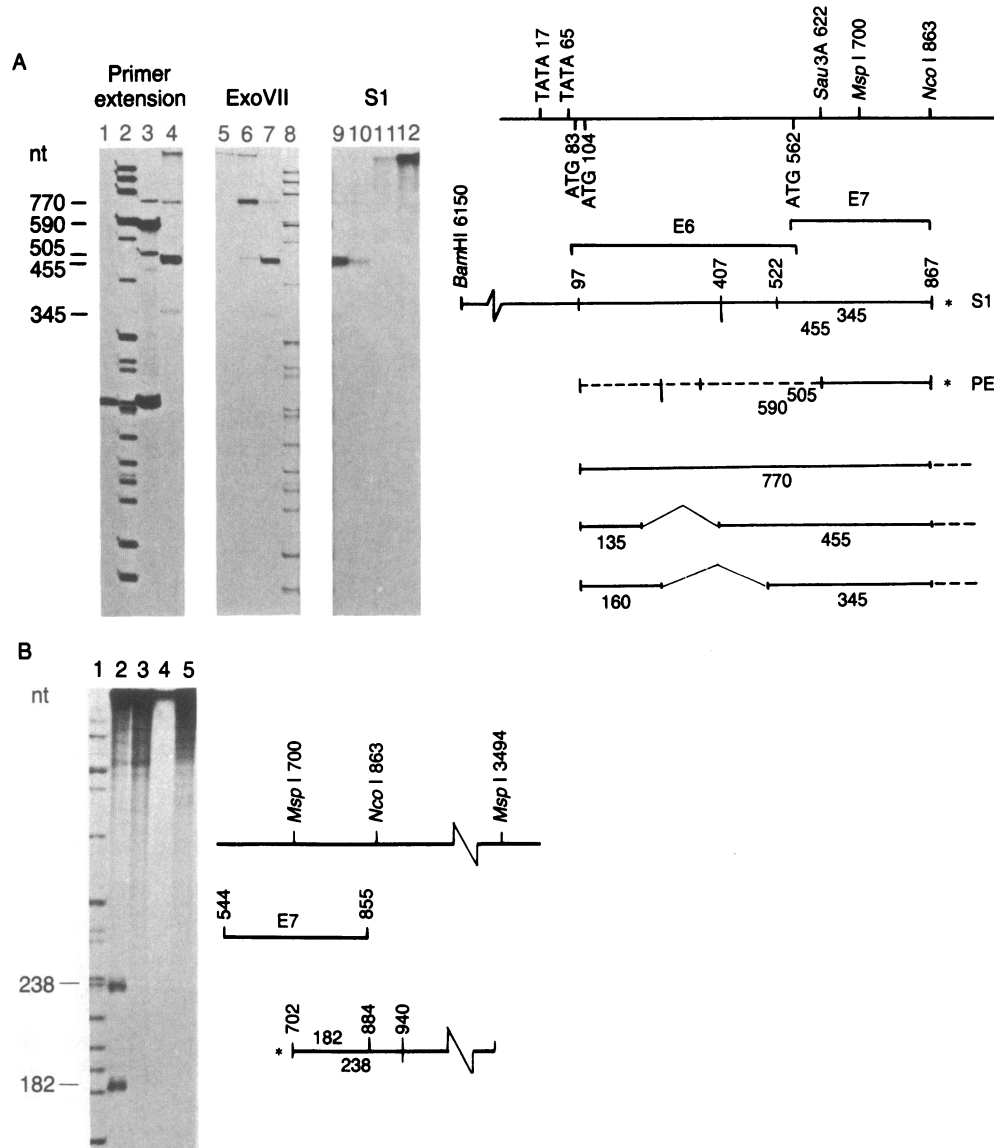 A
Primer
extension
ExoVII
S1
1 2 3 4
5 6 7 8
9 10 11 12
nt
770
590
505
455
345
TATA 17
TATA 65
Sau3A 622
Msp I 700
Nco I 863
ATG 83
ATG 104
ATG 562
BamHI 6150
E7
E6
97
407
522
867
* S1
345
455
* PE
505
590
770
135
455
160
345
B
1 2 3 4 5
nt
238
182
Msp I 700
Nco I 863
Msp I 3494
544
855
E7
702
884
940
182
*
238